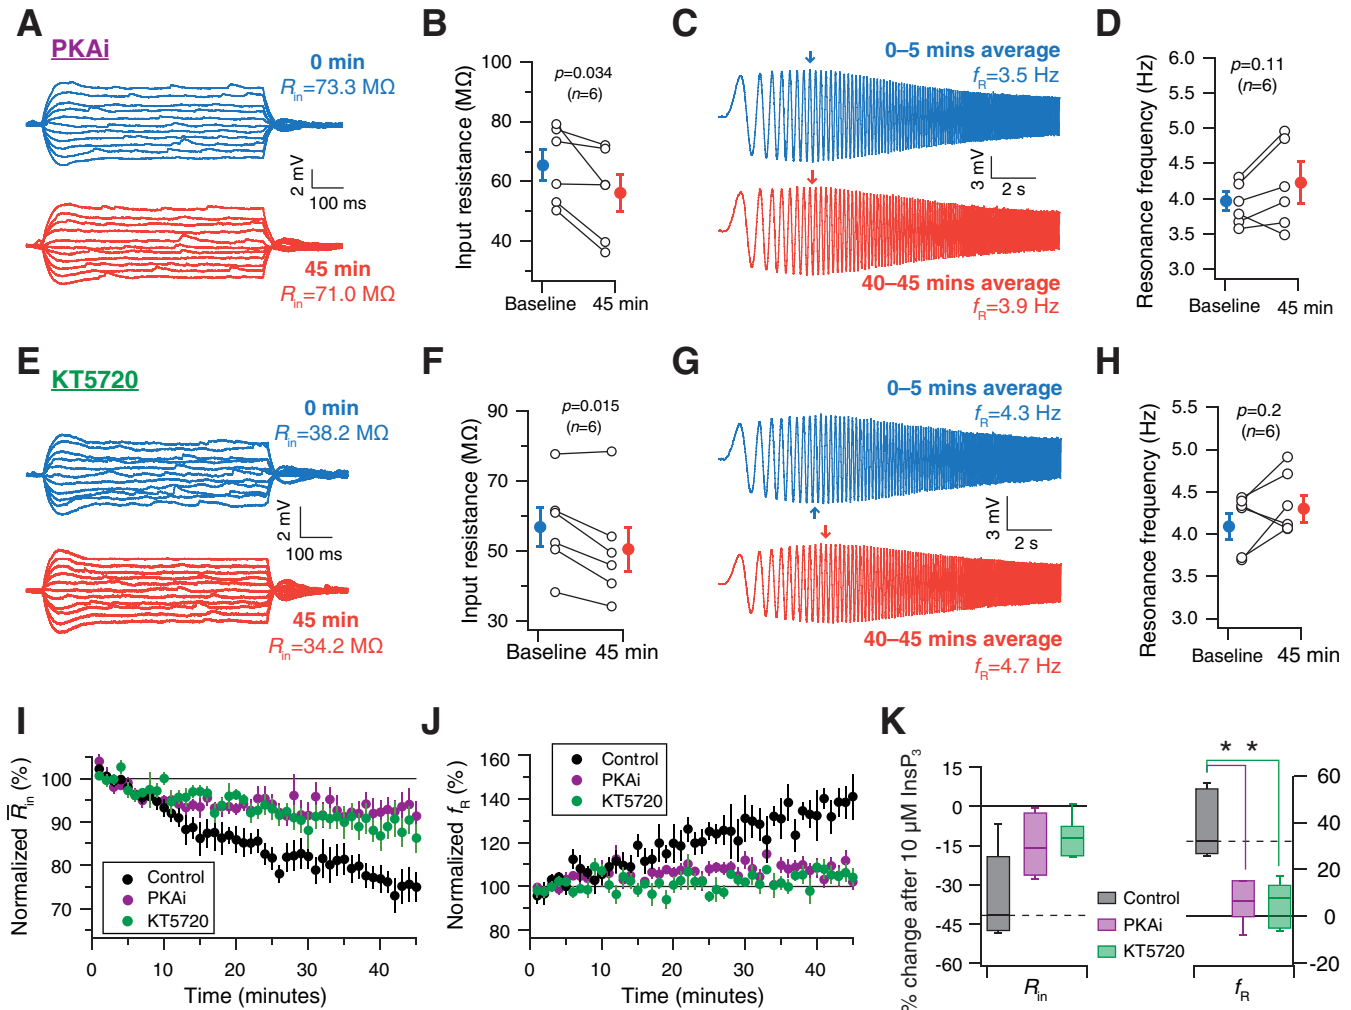 A
PKAi
0 min
Rin=73.3 MΩ
2 mV
100 ms
45 min
Rin=71.0 MΩ
B
Input resistance (MΩ)
100
80
60
40
p=0.034
(n=6)
Baseline
45 min
C
0–5 mins average
fR=3.5 Hz
3 mV
2 s
40–45 mins average
fR=3.9 Hz
D
Resonance frequency (Hz)
6.0
5.5
5.0
4.5
4.0
3.5
3.0
p=0.11
(n=6)
Baseline
45 min
E
KT5720
0 min
Rin=38.2 MΩ
2 mV
100 ms
45 min
Rin=34.2 MΩ
F
Input resistance (MΩ)
90
70
50
30
p=0.015
(n=6)
Baseline
45 min
G
0–5 mins average
fR=4.3 Hz
3 mV
2 s
40–45 mins average
fR=4.7 Hz
H
Resonance frequency (Hz)
5.5
5.0
4.5
4.0
3.5
3.0
p=0.2
(n=6)
Baseline
45 min
I
Normalized R̅in (%)
100
90
80
70
Control
PKAi
KT5720
0
10
20
30
40
Time (minutes)
J
Normalized fR (%)
160
140
120
100
80
Control
PKAi
KT5720
0
10
20
30
40
Time (minutes)
K
% change after 10 µM InsP3
15
0
-15
-30
-45
-60
Rin
Control
PKAi
KT5720
* *
60
40
20
0
-20
fR